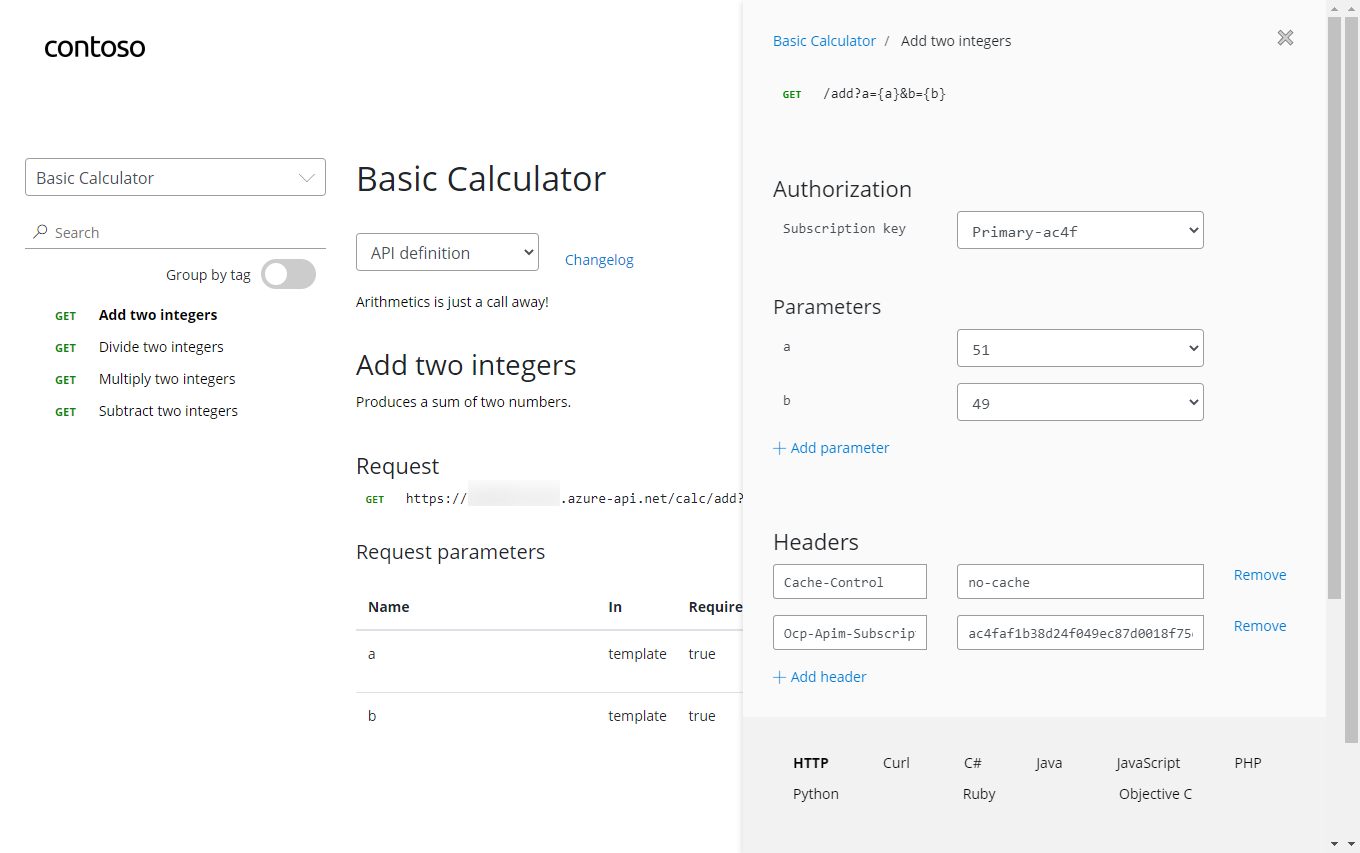 contoso
Basic Calculator
Search
Group by tag
GET Add two integers
GET Divide two integers
GET Multiply two integers
GET Subtract two integers
Basic Calculator
API definition
Changelog
Arithmetics is just a call away!
Add two integers
Produces a sum of two numbers.
Request
GET https:// .azure-api.net/calc/add?
Request parameters
Name In Require
a template true
b template true
Basic Calculator / Add two integers
GET /add?a={a}&b={b}
Authorization
Subscription key Primary-ac4f
Parameters
a 51
b 49
+ Add parameter
Headers
Cache-Control no-cache Remove
Ocp-Apim-Subscrip ac4faf1b38d24f049ec87d0018f75 Remove
+ Add header
HTTP Curl C# Java JavaScript PHP
Python Ruby Objective C